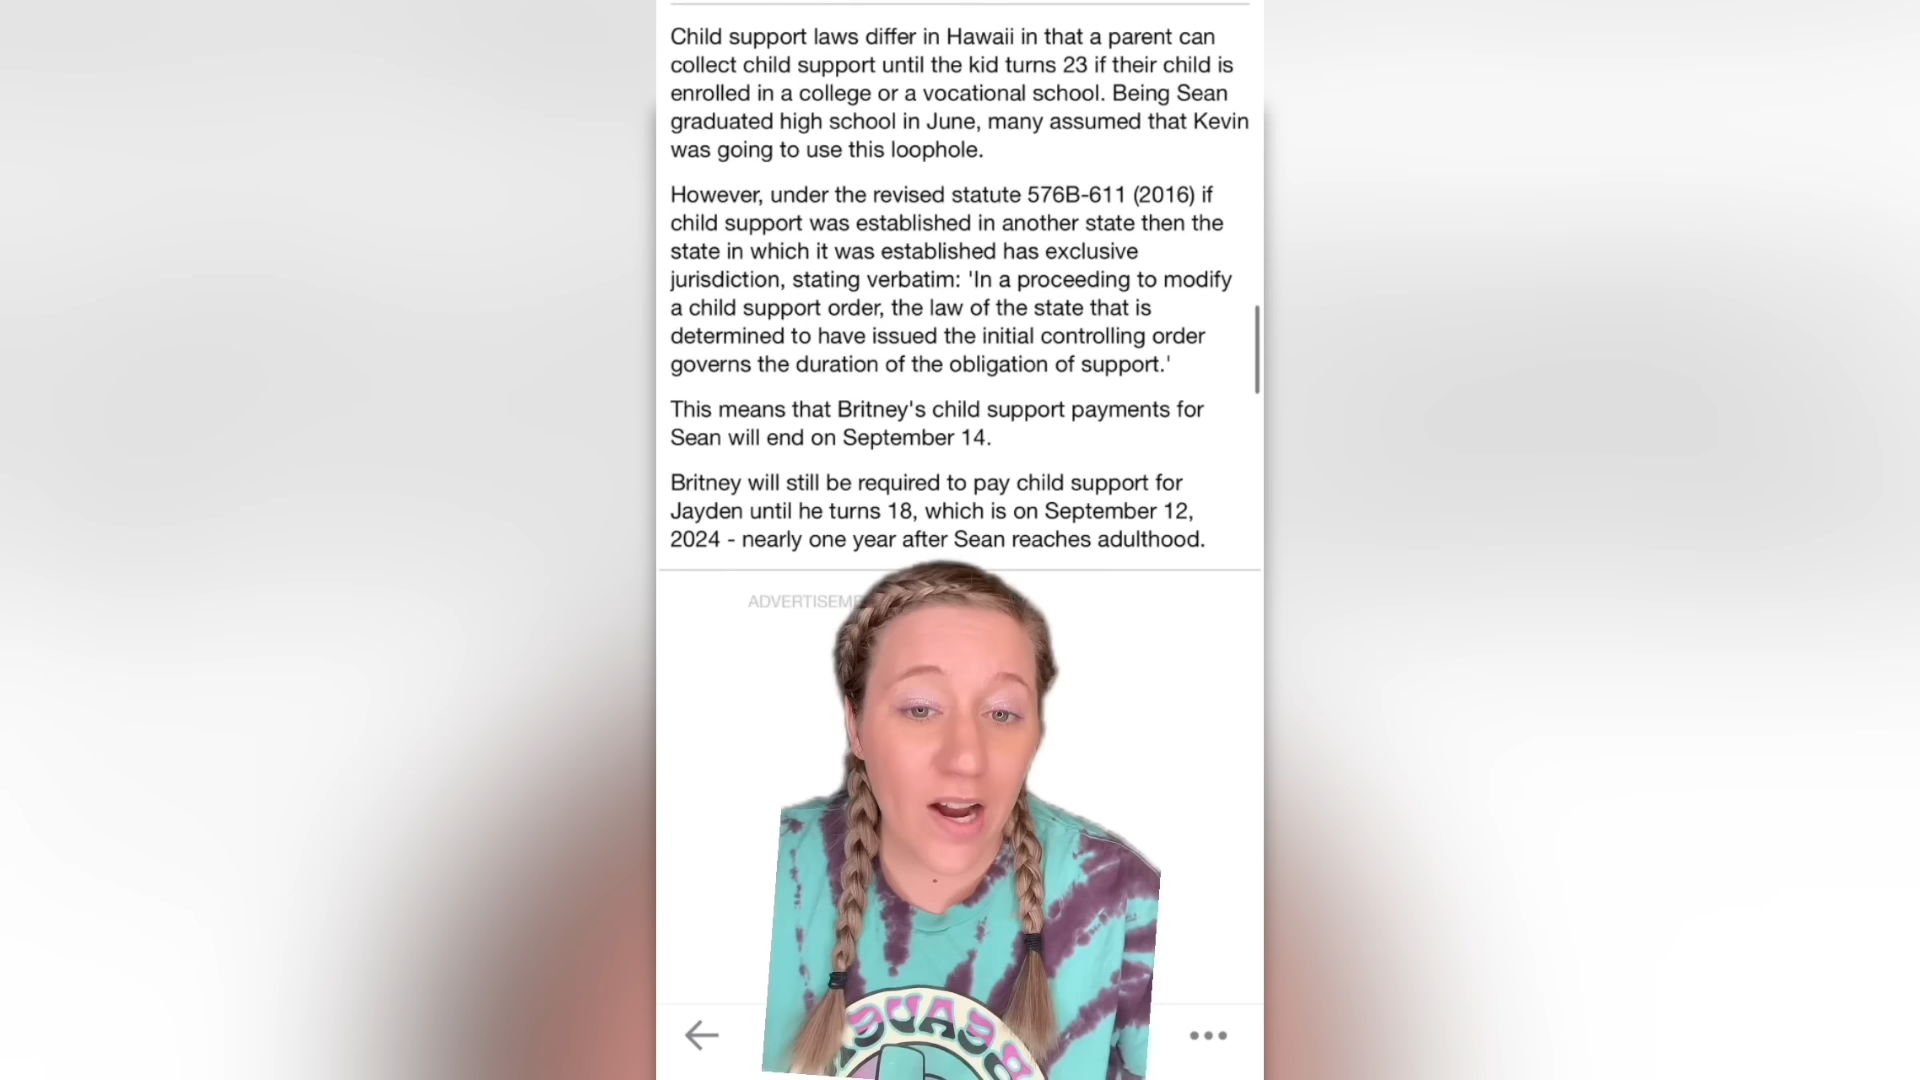 Child support laws differ in Hawaii in that a parent can
collect child support until the kid turns 23 if their child is
enrolled in a college or a vocational school. Being Sean
graduated high school in June, many assumed that Kevin
was going to use this loophole.
However, under the revised statute 576B-611 (2016) if
child support was established in another state then the
state in which it was established has exclusive
jurisdiction, stating verbatim: 'In a proceeding to modify
a child support order, the law of the state that is
determined to have issued the initial controlling order
governs the duration of the obligation of support.'
This means that Britney's child support payments for
Sean will end on September 14.
Britney will still be required to pay child support for
Jayden until he turns 18, which is on September 12,
2024 - nearly one year after Sean reaches adulthood.